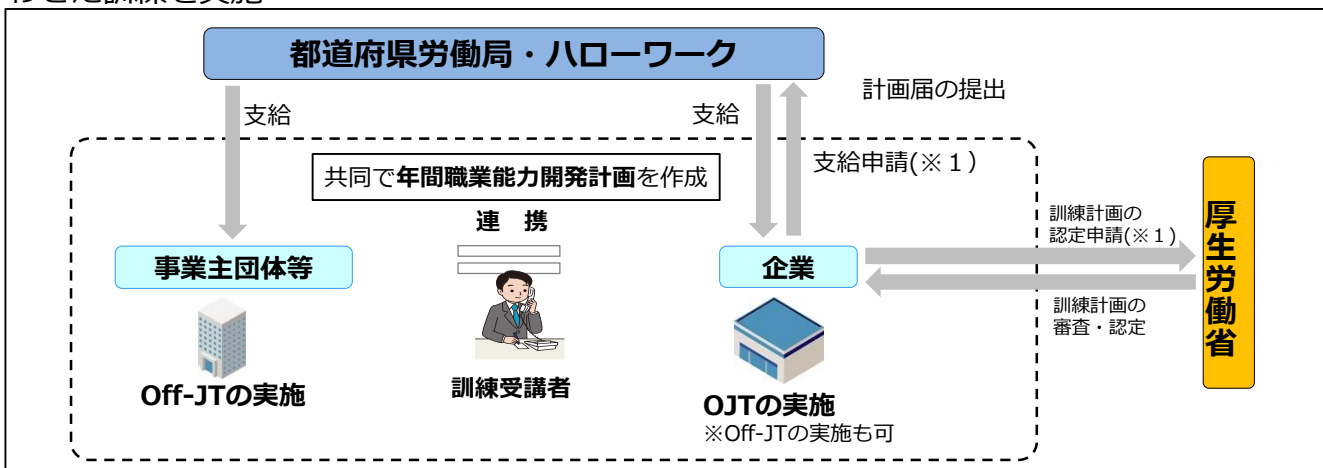 都道府県労働局・ハローワーク
支給
支給
計画届の提出
支給申請(※１)
共同で年間職業能力開発計画を作成
連　携
事業主団体等
企業
訓練計画の
認定申請(※１)
訓練計画の
審査・認定
厚生労働省
Off-JTの実施
訓練受講者
OJTの実施
※Off-JTの実施も可